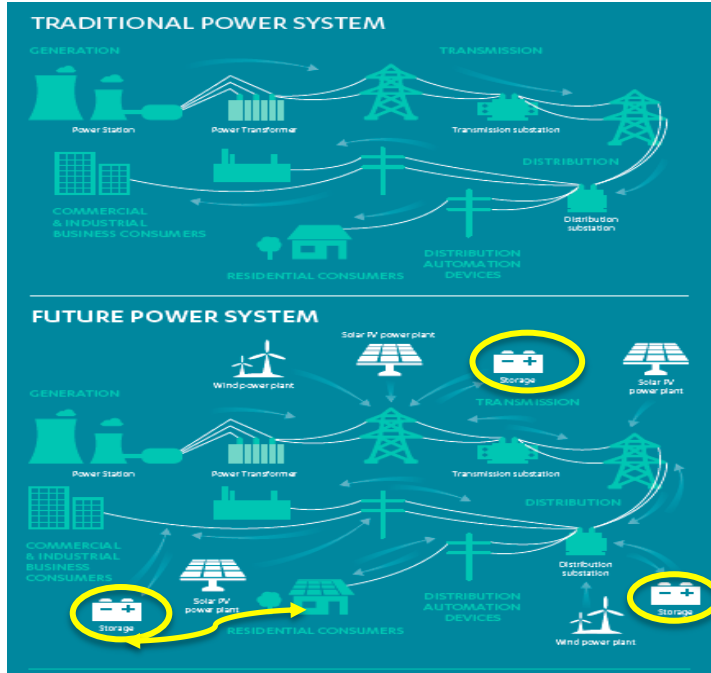 TRADITIONAL POWER SYSTEM
GENERATION
TRANSMISSION
Power Station
Power Transformer
Transmission substation
DISTRIBUTION
COMMERCIAL
& INDUSTRIAL
BUSINESS CONSUMERS
Distribution
substation
DISTRIBUTION
AUTOMATION
DEVICES
RESIDENTIAL CONSUMERS
FUTURE POWER SYSTEM
Solar PV power plant
Wind power plant
Storage
Solar PV
power plant
GENERATION
TRANSMISSION
Power Station
Power Transformer
Transmission substation
DISTRIBUTION
COMMERCIAL
& INDUSTRIAL
BUSINESS
CONSUMERS
Distribution
substation
Storage
Solar PV
power plant
RESIDENTIAL CONSUMERS
DISTRIBUTION
AUTOMATION
DEVICES
Storage
Wind power plant